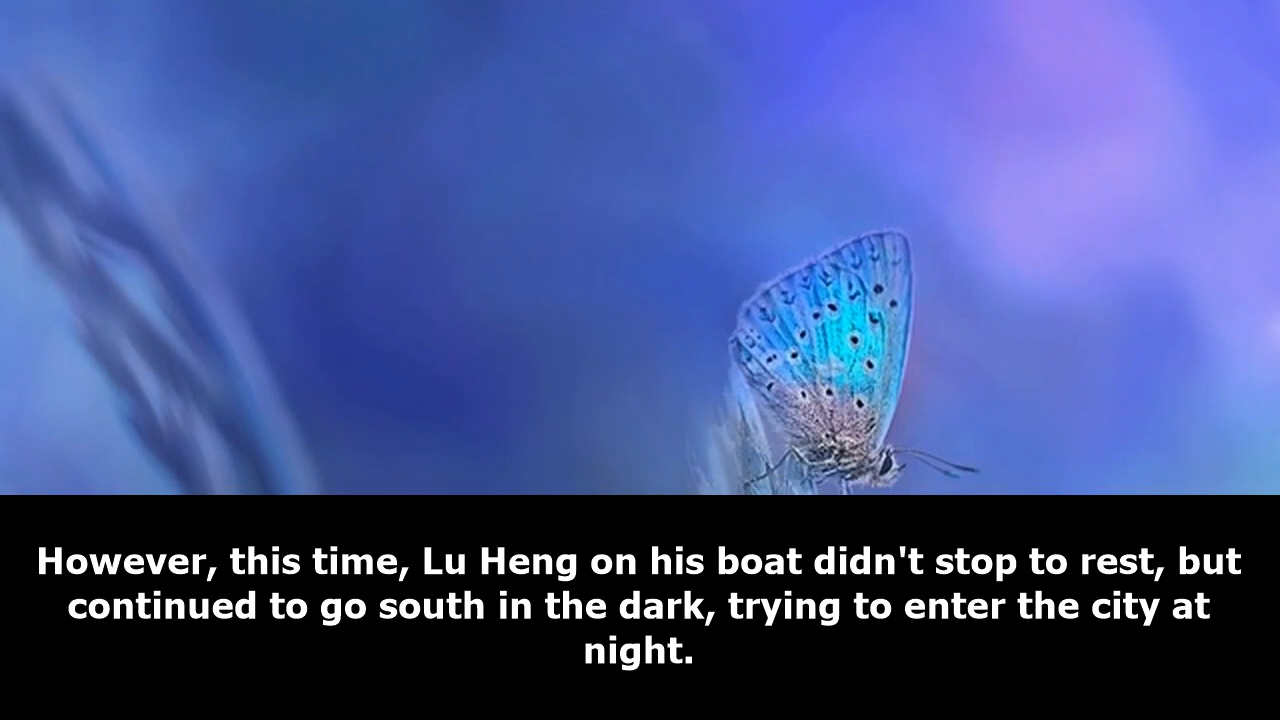 However, this time, Lu Heng on his boat didn't stop to rest, but
continued to go south in the dark, trying to enter the city at
night.